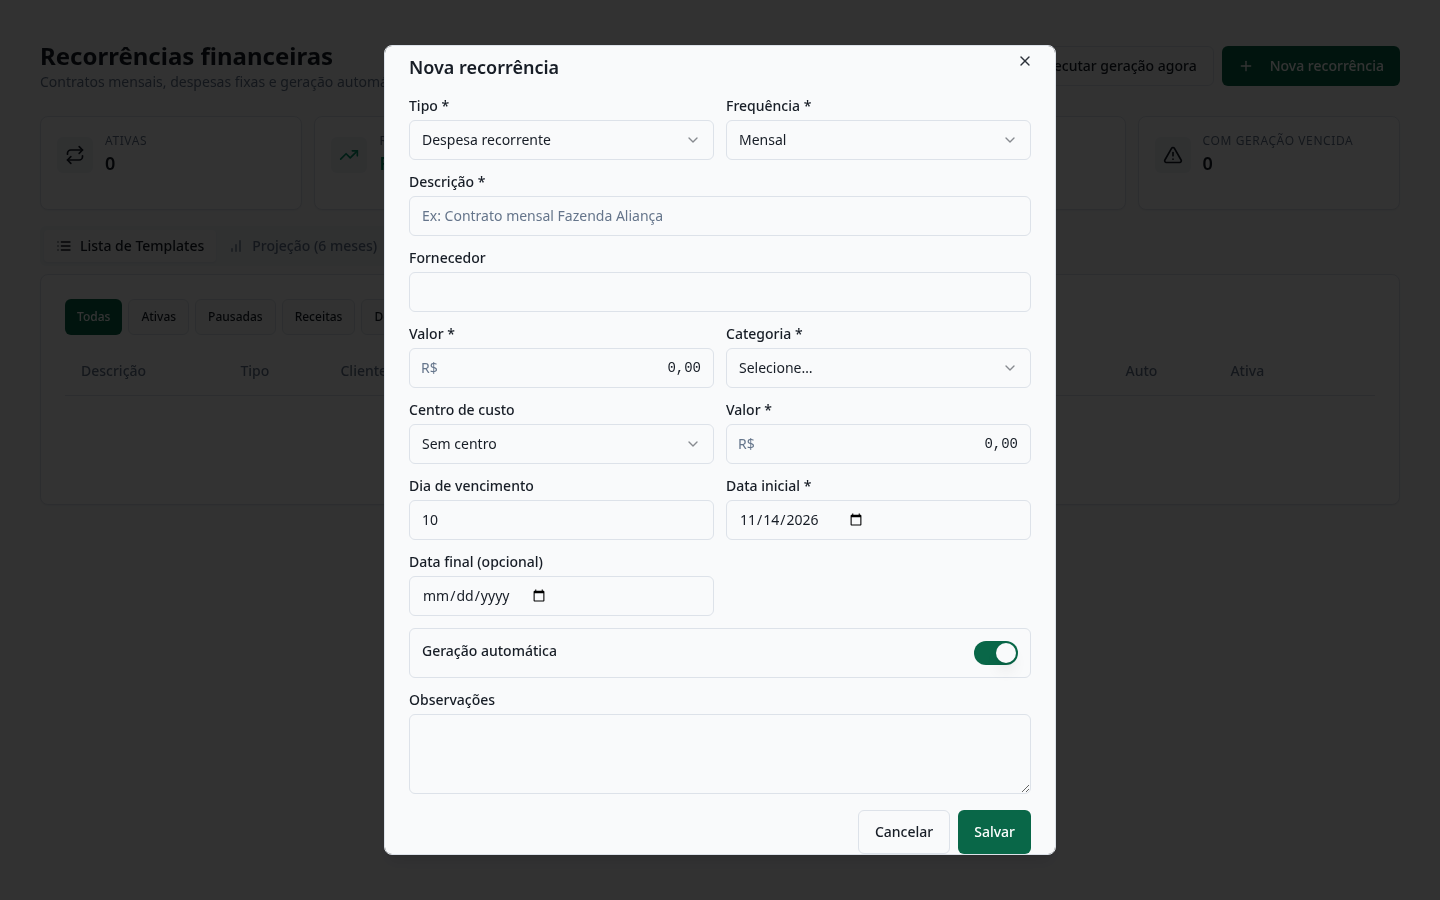 Recorrências financeiras
Contratos mensais, despesas fixas e geração
ecutar geração agora
Nova recorrência
ATIVAS
0
COM GERAÇÃO VENCIDA
0
Lista de Templates
Projeção (6 meses)
Todas
Ativas
Pausadas
Receitas
Descrição
Tipo
Cliente
Auto
Ativa
Nova recorrência
Tipo *
Frequência *
Despesa recorrente
Mensal
Descrição *
Ex: Contrato mensal Fazenda Aliança
Fornecedor
Valor *
Categoria *
R$ 0,00
Selecione...
Centro de custo
Valor *
Sem centro
R$ 0,00
Dia de vencimento
Data inicial *
10
11/14/2026
Data final (opcional)
mm/dd/yyyy
Geração automática
Observações
Cancelar
Salvar